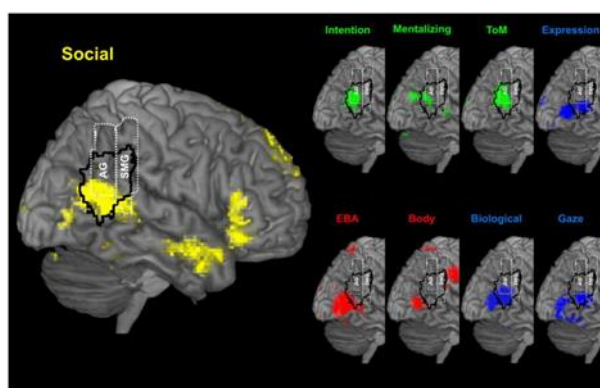 Social
AG
SMG
Intention
Mentalizing
ToM
Expression
EBA
Body
Biological
Gaze